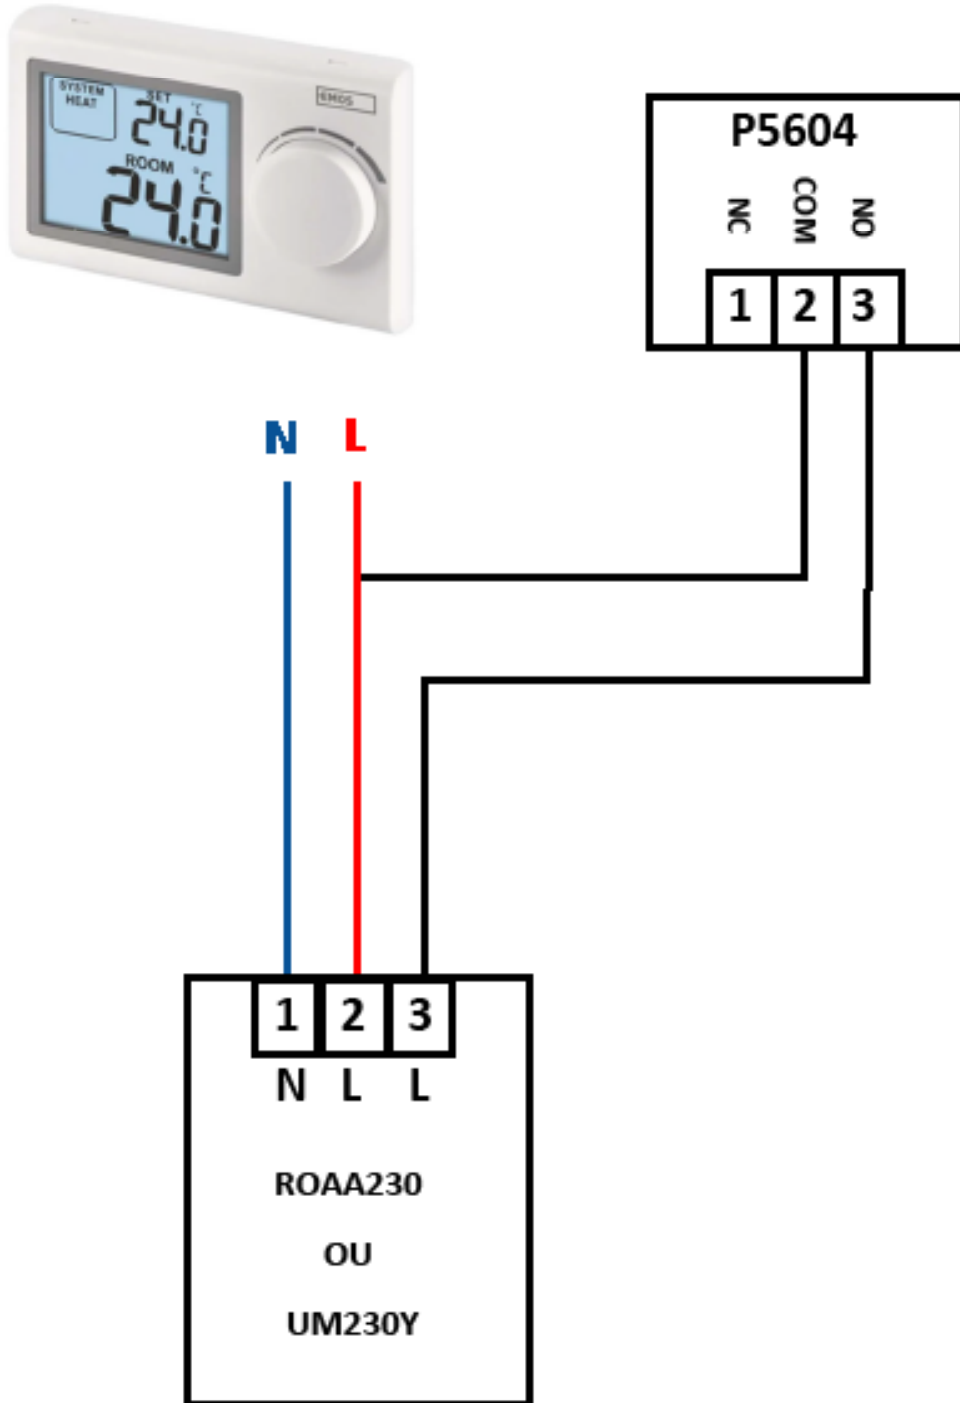 SYSTEM
HEAT
SET
24.0 °C
ROOM
24.0 °C
EMOS
P5604
NC COM NO
1 2 3
N L
1 2 3
N L L
ROAA230
OU
UM230Y